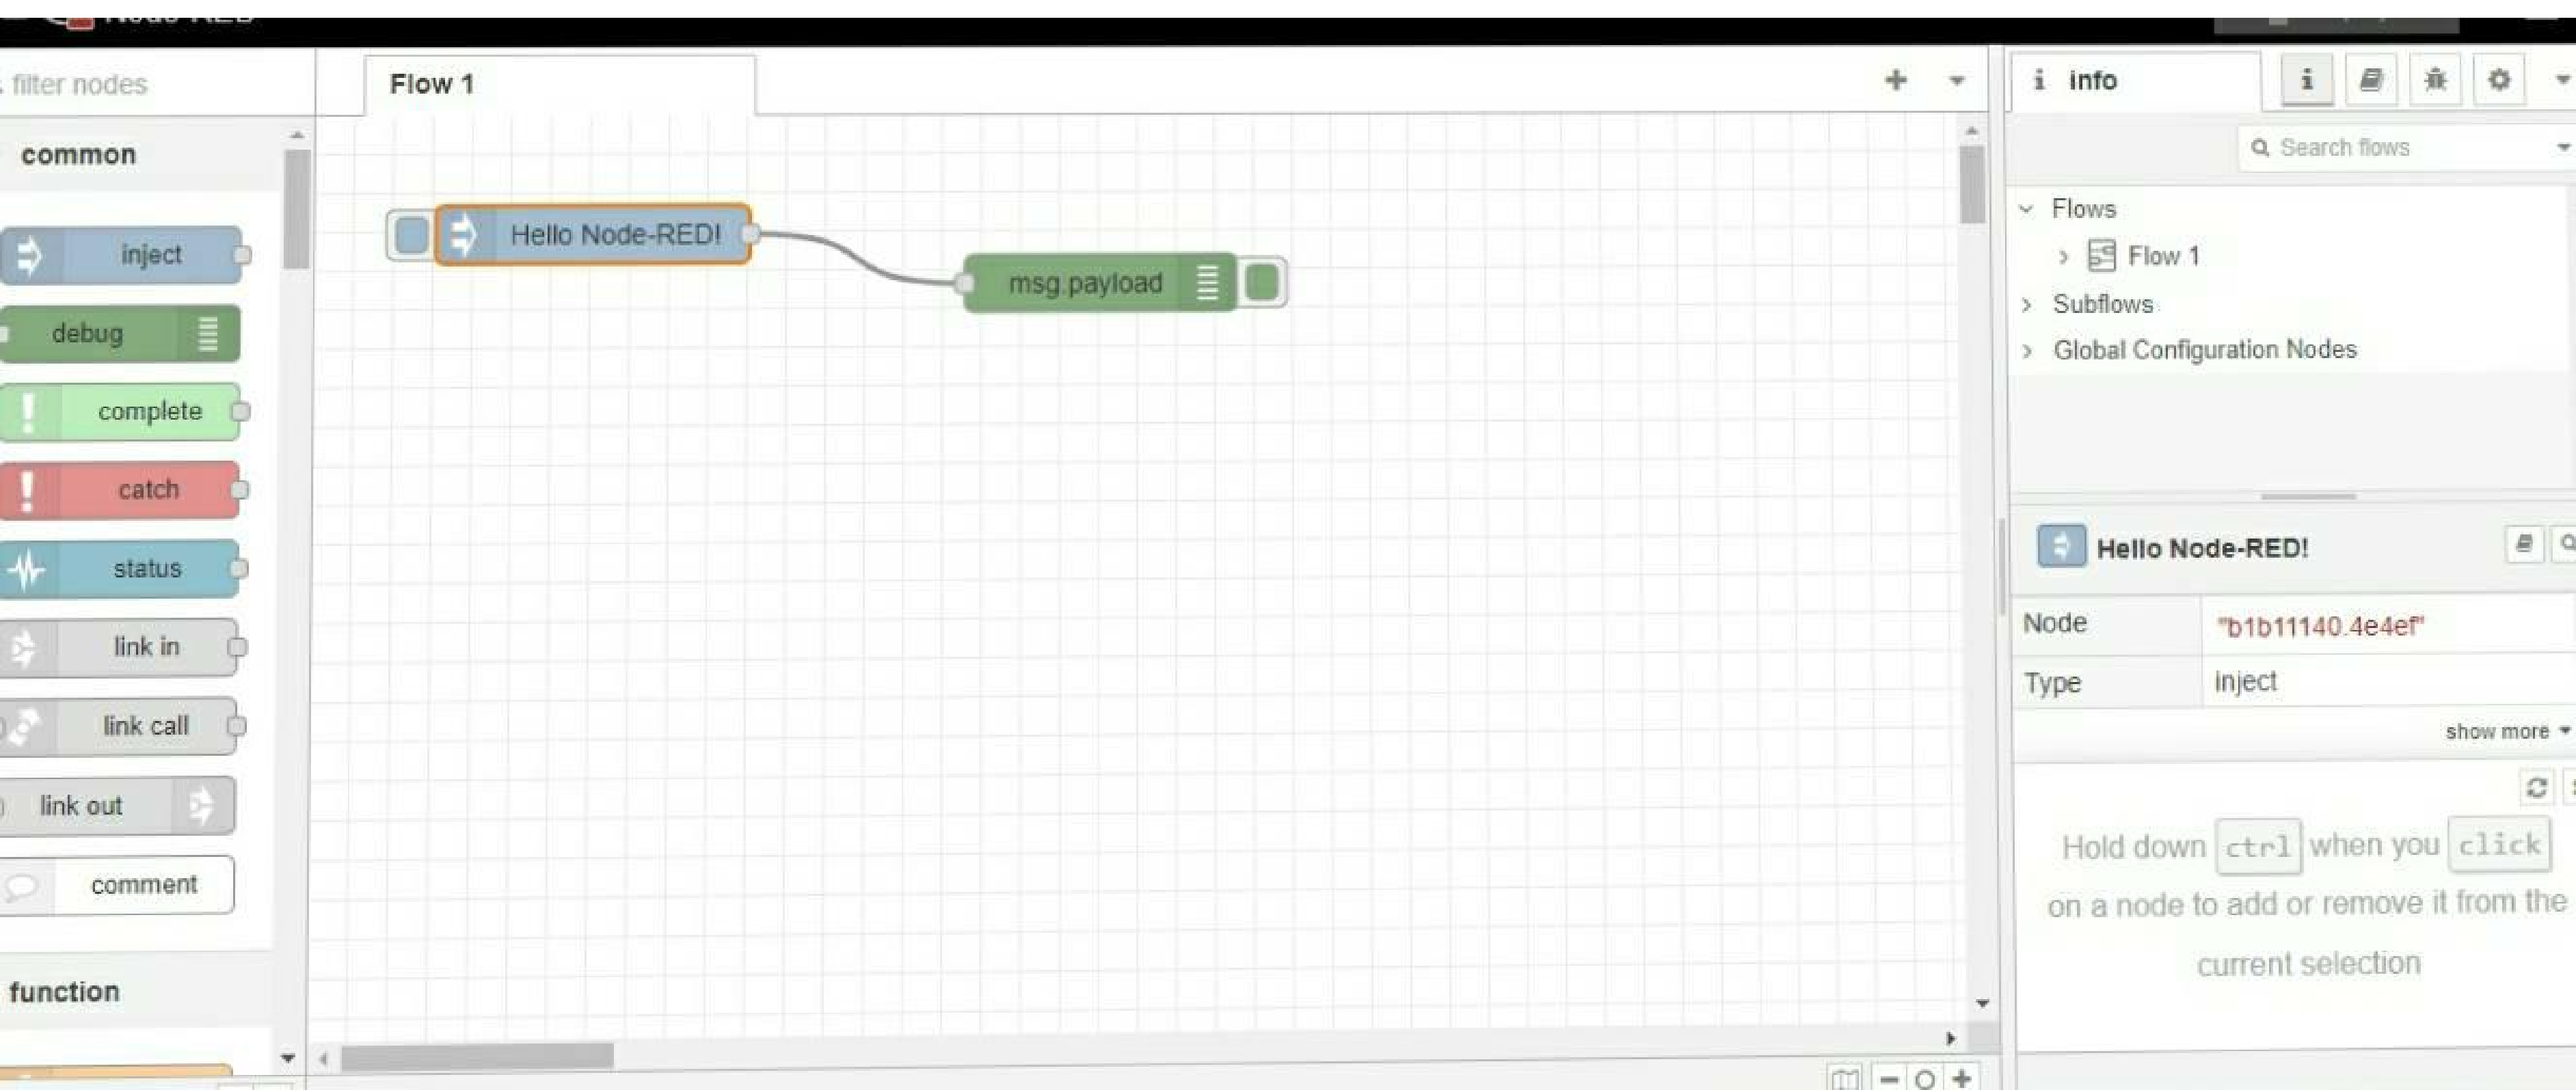 Node-RED
filter nodes
common
inject
debug
complete
catch
status
link in
link call
link out
comment
function
Flow 1
Hello Node-RED!
msg.payload
info
Search flows
Flows
Flow 1
Subflows
Global Configuration Nodes
Hello Node-RED!
Node "b1b11140.4e4ef"
Type inject
show more
Hold down ctrl when you click
on a node to add or remove it from the
current selection